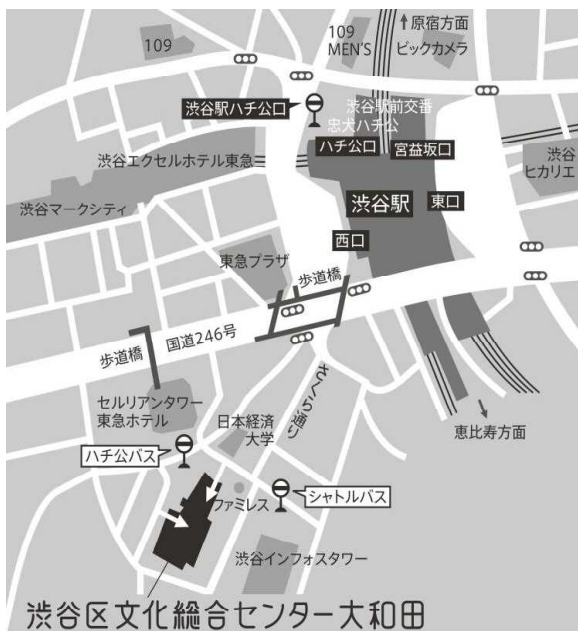 109
109
MEN'S
↑原宿方面
ビックカメラ
渋谷駅ハチ公口
渋谷駅前交番
忠犬ハチ公
ハチ公口
宮益坂口
渋谷エクセルホテル東急
渋谷
ヒカリエ
渋谷マークシティ
渋谷駅
東口
西口
東急プラザ
歩道橋
国道246号
歩道橋
さくら通り
セルリアンタワー
東急ホテル
日本経済
大学
恵比寿方面
ハチ公バス
ファミレス
シャトルバス
渋谷インフォスタワー
渋谷区文化総合センター大和田